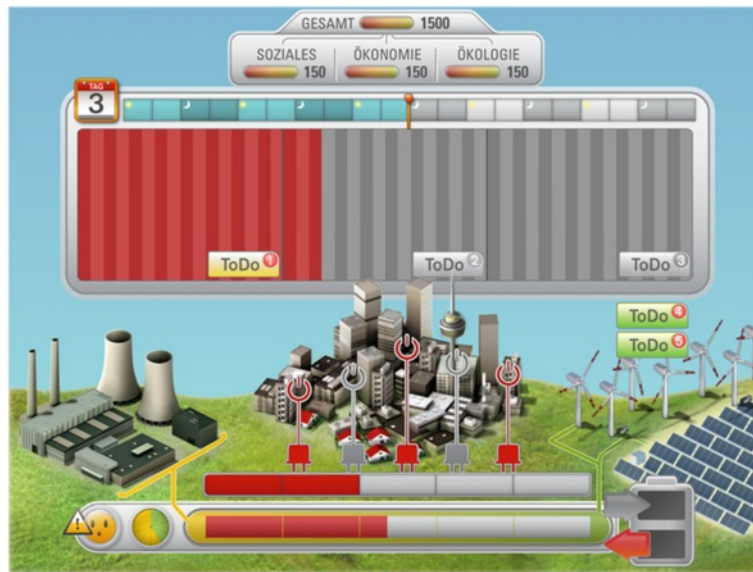 GESAMT 1500
SOZIALES ÖKONOMIE ÖKOLOGIE
150 150 150
TAG
3
ToDo 1 ToDo 2 ToDo 3
ToDo 4
ToDo 5